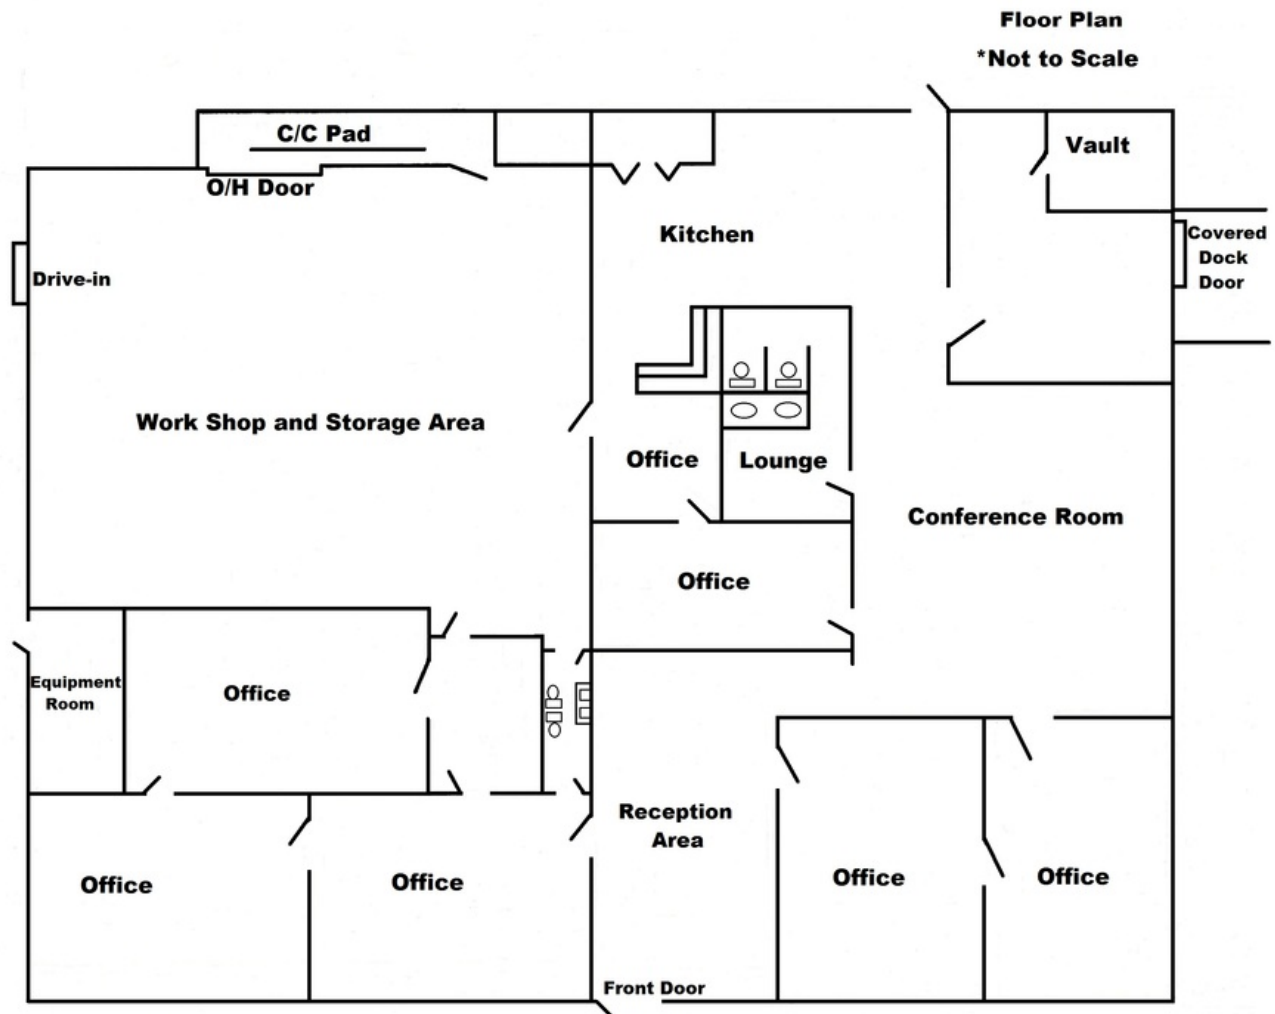 Floor Plan
*Not to Scale
C/C Pad
Vault
O/H Door
Kitchen
Covered
Dock
Door
Drive-in
Work Shop and Storage Area
Office
Lounge
Conference Room
Office
Equipment
Room
Office
Reception
Area
Office
Office
Office
Office
Front Door